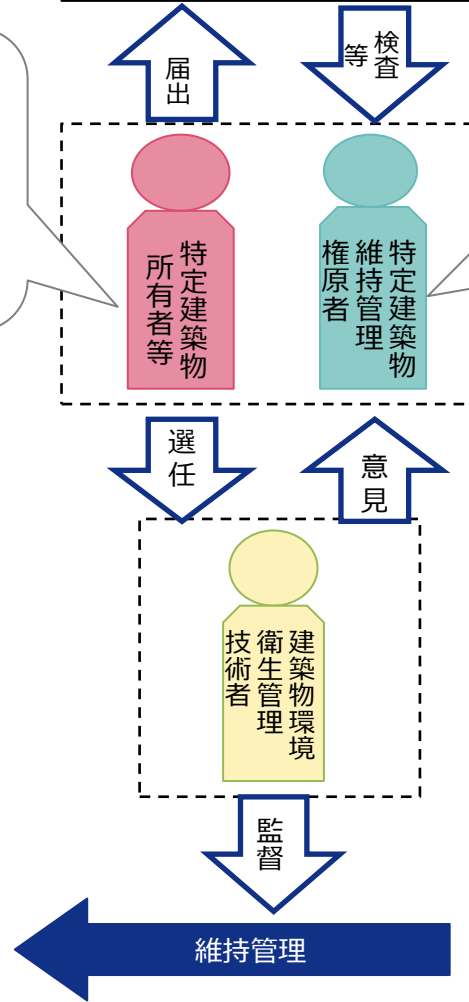 届出
検査
等
特定建築物
所有者等
特定建築物
維持管理
権原者
選任
意見
建築物環境
衛生管理
技術者
監督
維持管理